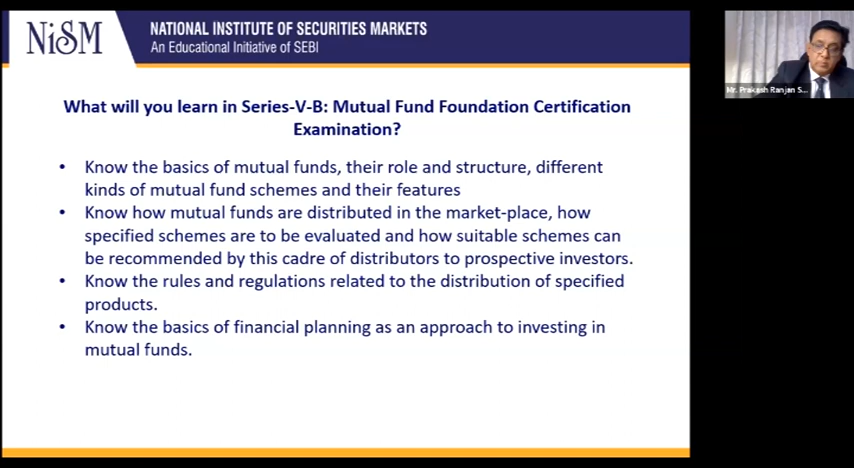 NiSM
NATIONAL INSTITUTE OF SECURITIES MARKETS
An Educational Initiative of SEBI
Mr. Prakash Ranjan S...
What will you learn in Series-V-B: Mutual Fund Foundation Certification
Examination?
• Know the basics of mutual funds, their role and structure, different
kinds of mutual fund schemes and their features
• Know how mutual funds are distributed in the market-place, how
specified schemes are to be evaluated and how suitable schemes can
be recommended by this cadre of distributors to prospective investors.
• Know the rules and regulations related to the distribution of specified
products.
• Know the basics of financial planning as an approach to investing in
mutual funds.